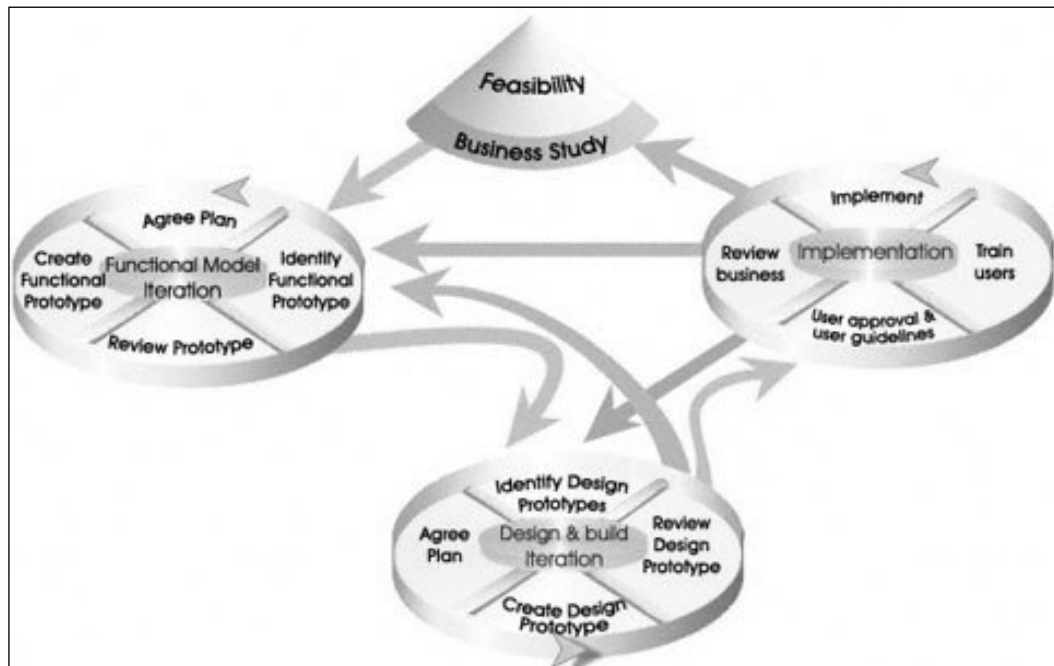 Feasibility
Business Study
Agree Plan
Create
Functional
Prototype
Functional Model
Iteration
Identify
Functional
Prototype
Review Prototype
Implement
Review
business
Implementation
Train
users
User approval &
user guidelines
Identify Design
Prototypes
Agree
Plan
Design & build
Iteration
Review
Design
Prototype
Create Design
Prototype